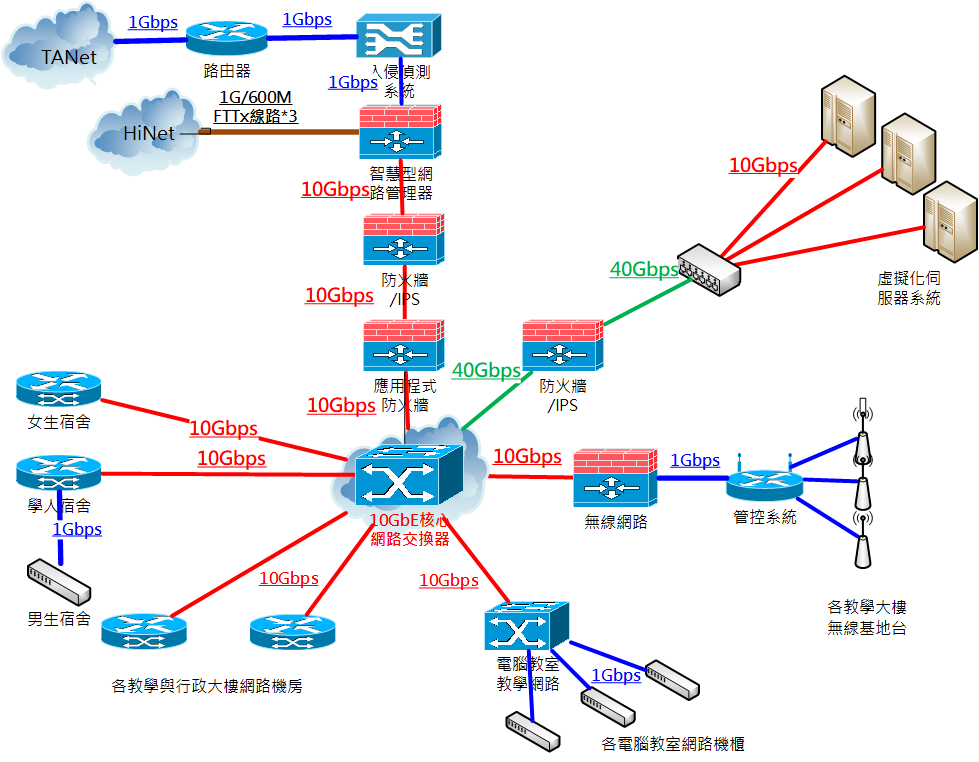 1Gbps
1Gbps
TANet
路由器
入侵偵測
系統
1Gbps
1G/600M
FTTx線路*3
HiNet
智慧型網
路管理器
10Gbps
10Gbps
防火牆
/IPS
10Gbps
40Gbps
虛擬化伺
服器系統
40Gbps
應用程式
防火牆
10Gbps
防火牆
/IPS
女生宿舍
10Gbps
10Gbps
學人宿舍
1Gbps
男生宿舍
10GbE核心
網路交換器
10Gbps
無線網路
1Gbps
管控系統
各教學大樓
無線基地台
10Gbps
10Gbps
各教學與行政大樓網路機房
電腦教室
教學網路
1Gbps
各電腦教室網路機櫃